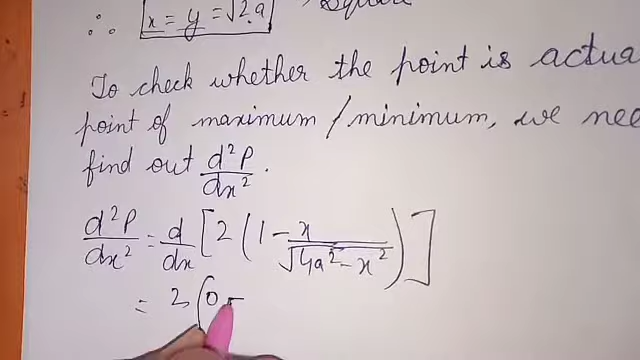 ∴ x = y = √2.a , Square
To check whether the point is actua
point of maximum / minimum, we nee
find out d²P/dx².
d²P/dx² = d/dx [2 (1 - x/√4a² - x²)]
= 2 (0 -